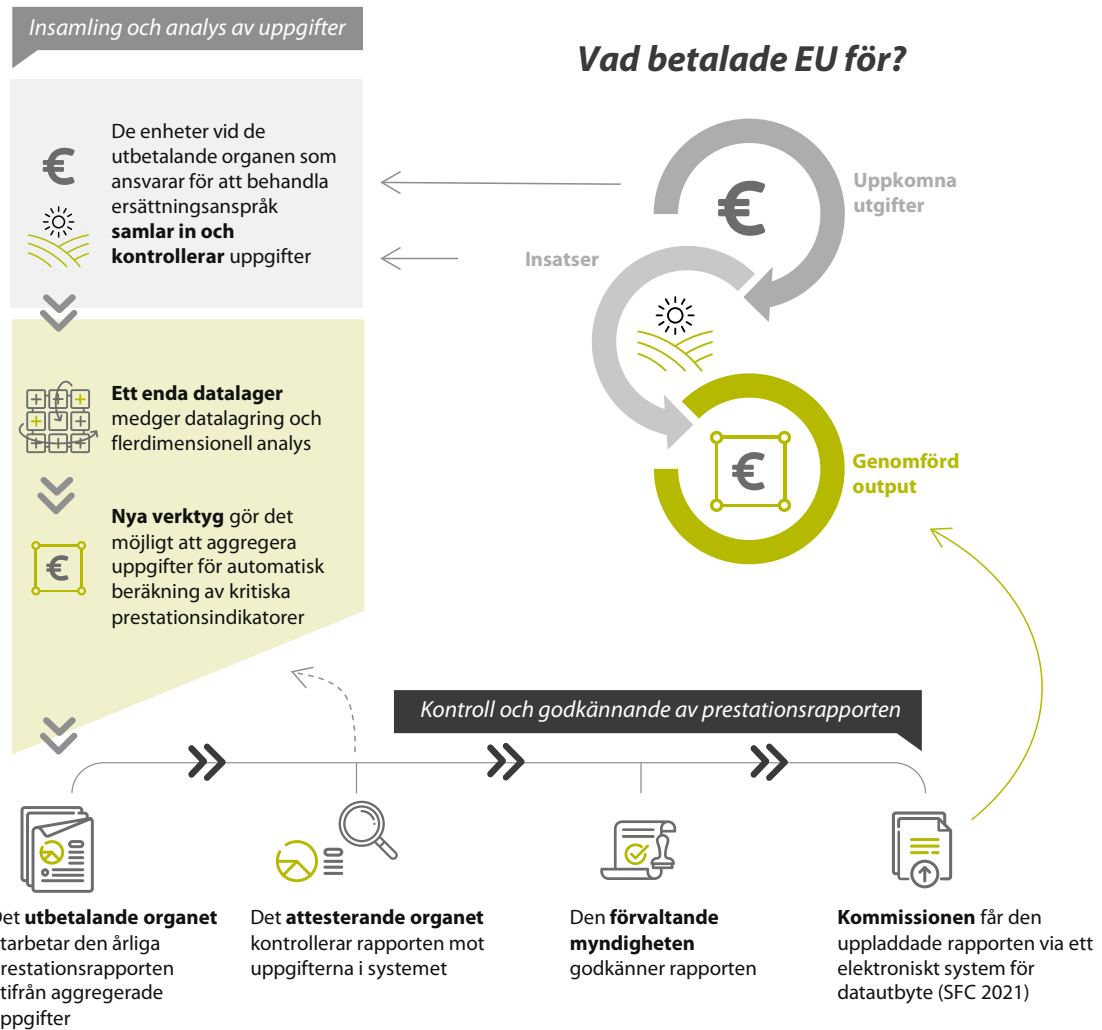 Insamling och analys av uppgifter
Vad betalade EU för?
De enheter vid de
utbetalande organen som
ansvarar för att behandla
ersättningsanspråk
samlar in och
kontrollerar uppgifter
Uppkomna
utgifter
Insatser
Ett enda datalager
medger datalagring och
flerdimensionell analys
Genomförd
output
Nya verktyg gör det
möjligt att aggregera
uppgifter för automatisk
beräkning av kritiska
prestationsindikatorer
Kontroll och godkännande av prestationsrapporten
Det utbetalande organet
tarbetar den årliga
restationsrapporten
tifrån aggregerade
ppgifter
Det attesterande organet
kontrollerar rapporten mot
uppgifterna i systemet
Den förvaltande
myndigheten
godkänner rapporten
Kommissionen får den
uppladdade rapporten via ett
elektroniskt system för
datautbyte (SFC 2021)